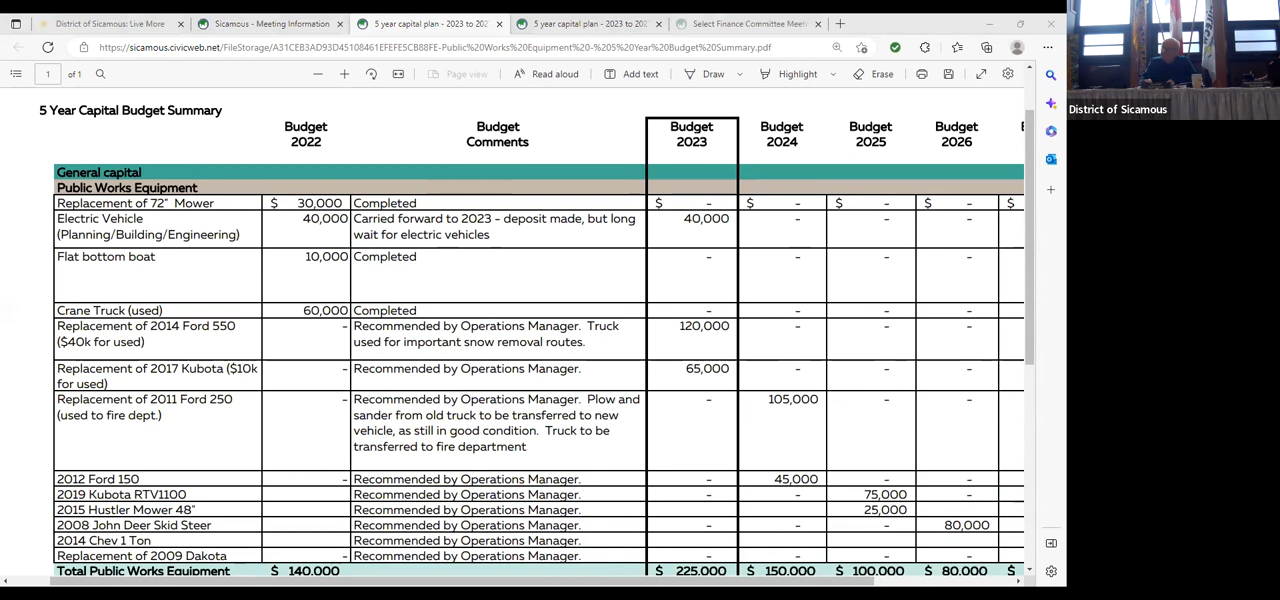 District of Sicamous: Live More
Sicamous - Meeting Information
5 year capital plan - 2023 to 202
5 year capital plan - 2023 to 202
Select Finance Committee Meet
https://sicamous.civicweb.net/FileStorage/A31CEB3AD93D45108461EFEFE5CB88FE-Public%20Works%20Equipment%20-%205%20Year%20Budget%20Summary.pdf
1 of 1 Page view Read aloud Add text Draw Highlight Erase
District of Sicamous
5 Year Capital Budget Summary
Budget Budget Budget Budget Budget Budget
2022 Comments 2023 2024 2025 2026
General capital
Public Works Equipment
Replacement of 72" Mower $ 30,000 Completed $ - $ - $ - $ - $
Electric Vehicle 40,000 Carried forward to 2023 - deposit made, but long 40,000 - - -
(Planning/Building/Engineering) wait for electric vehicles
Flat bottom boat 10,000 Completed - - - -
Crane Truck (used) 60,000 Completed - - - -
Replacement of 2014 Ford 550 - Recommended by Operations Manager. Truck 120,000 - - -
($40k for used) used for important snow removal routes.
Replacement of 2017 Kubota ($10k - Recommended by Operations Manager. 65,000 - - -
for used)
Replacement of 2011 Ford 250 - Recommended by Operations Manager. Plow and - 105,000 - -
(used to fire dept.) sander from old truck to be transferred to new
vehicle, as still in good condition. Truck to be
transferred to fire department
2012 Ford 150 - Recommended by Operations Manager. - 45,000 - -
2019 Kubota RTV1100 Recommended by Operations Manager. - - 75,000 -
2015 Hustler Mower 48" Recommended by Operations Manager. 25,000
2008 John Deer Skid Steer Recommended by Operations Manager. - - - 80,000
2014 Chev 1 Ton Recommended by Operations Manager.
Replacement of 2009 Dakota - Recommended by Operations Manager. - - - -
Total Public Works Equipment $ 140.000 $ 225.000 $ 150.000 $ 100.000 $ 80.000 $